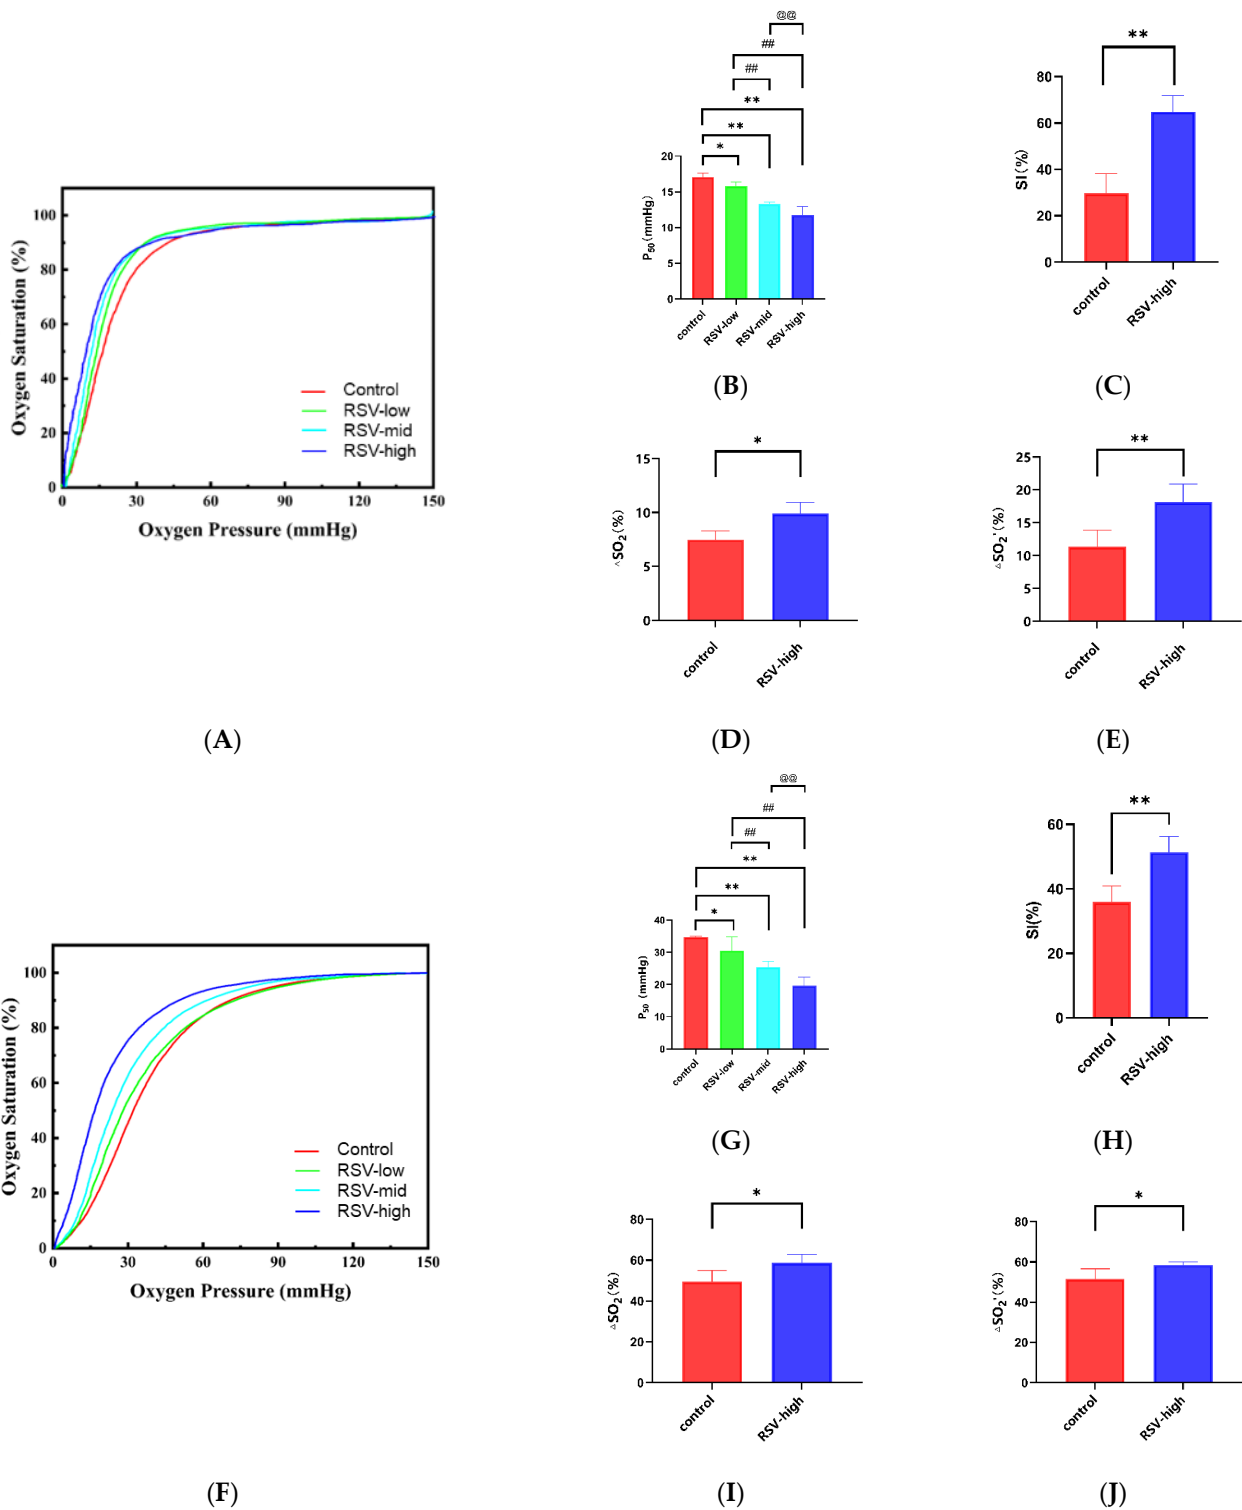 100
80
60
40
20
0
Oxygen Saturation (%)
Control
RSV-low
RSV-mid
RSV-high
0 30 60 90 120 150
Oxygen Pressure (mmHg)
(A)
@@
##
##
**
**
*
20
15
10
5
0
P50(mmHg)
control RSV-low RSV-mid RSV-high
(B)
**
80
60
40
20
0
SI(%)
control RSV-high
(C)
*
15
10
5
0
△SO2(%)
control RSV-high
(D)
**
25
20
15
10
5
0
△SO2'(%)
control RSV-high
(E)
100
80
60
40
20
0
Oxygen Saturation (%)
Control
RSV-low
RSV-mid
RSV-high
0 30 60 90 120 150
Oxygen Pressure (mmHg)
(F)
@@
##
##
**
**
*
40
30
20
10
0
P50 (mmHg)
control RSV-low RSV-mid RSV-high
(G)
**
60
40
20
0
SI(%)
control RSV-high
(H)
*
80
60
40
20
0
△SO2(%)
control RSV-high
(I)
*
80
60
40
20
0
△SO2'(%)
control RSV-high
(J)